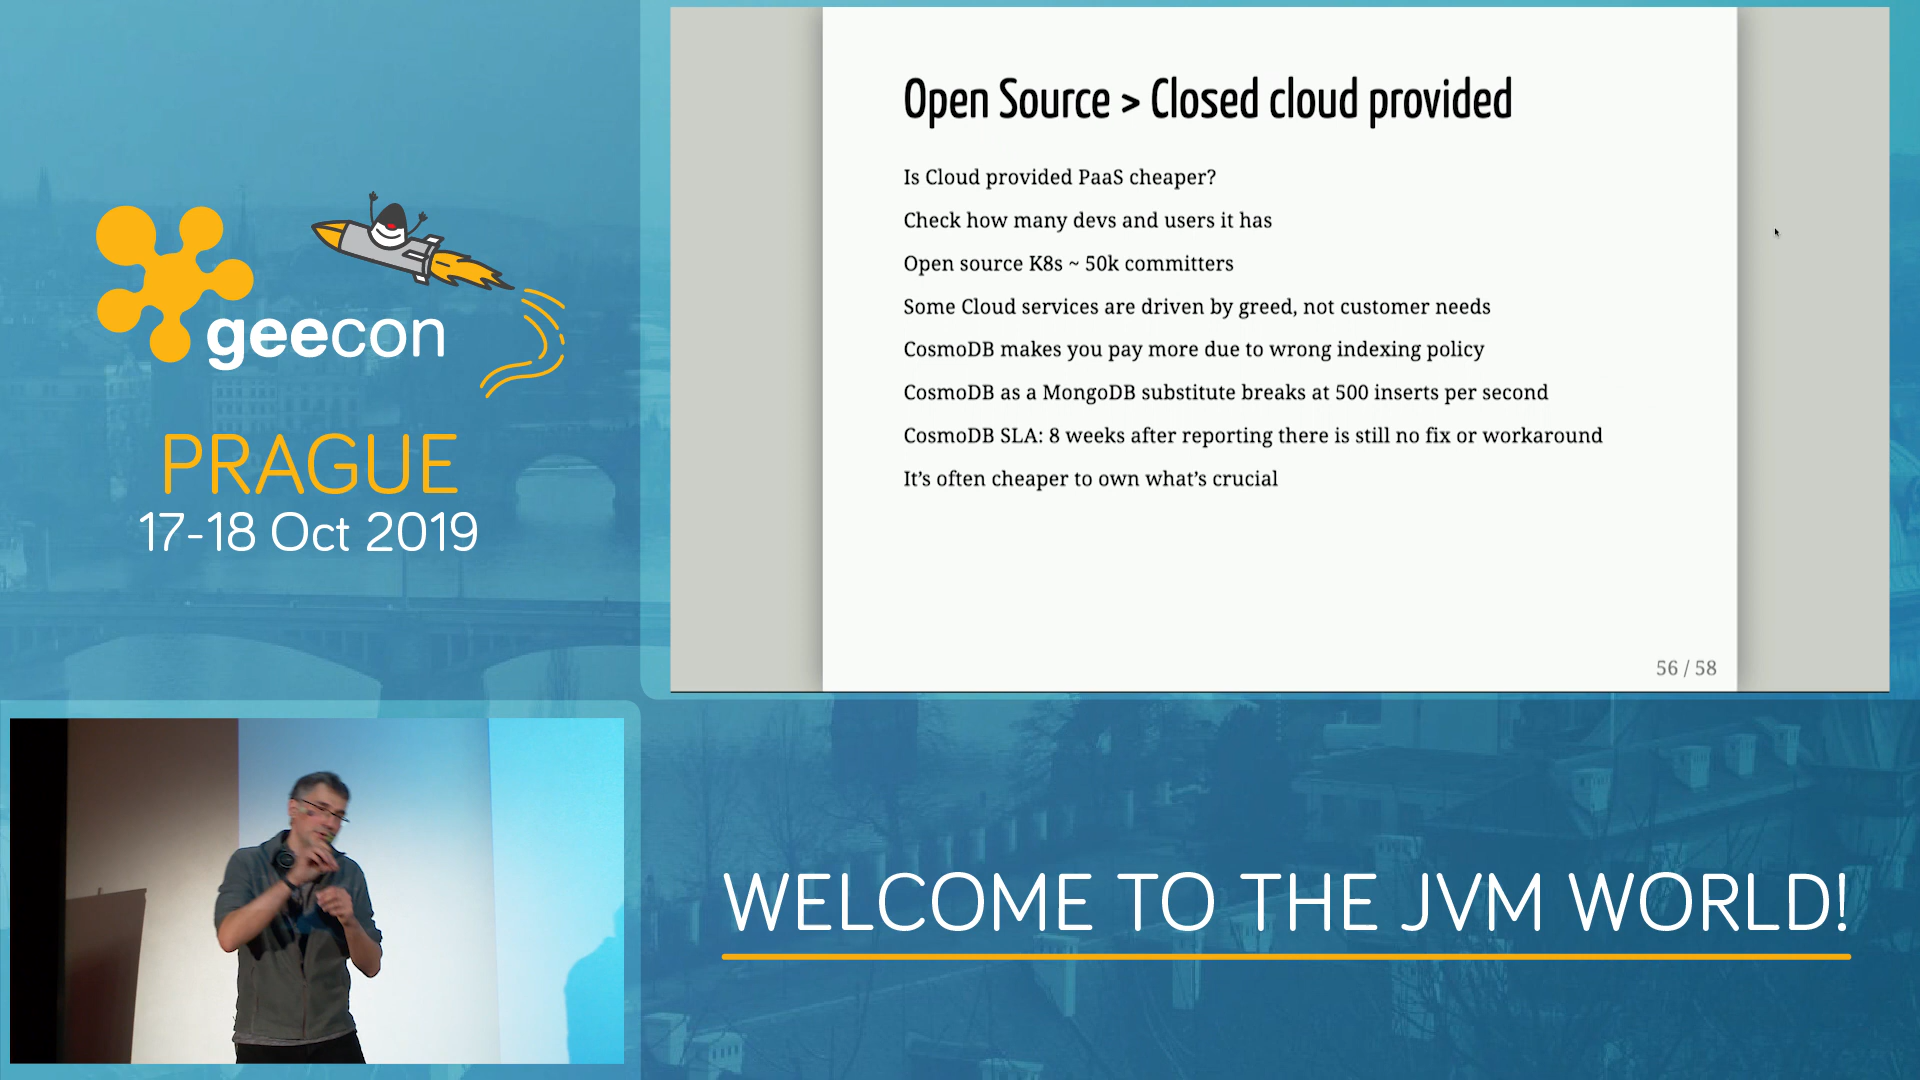 geecon
PRAGUE
17-18 Oct 2019
Open Source > Closed cloud provided
Is Cloud provided PaaS cheaper?
Check how many devs and users it has
Open source K8s ~ 50k committers
Some Cloud services are driven by greed, not customer needs
CosmoDB makes you pay more due to wrong indexing policy
CosmoDB as a MongoDB substitute breaks at 500 inserts per second
CosmoDB SLA: 8 weeks after reporting there is still no fix or workaround
It’s often cheaper to own what’s crucial
56 / 58
WELCOME TO THE JVM WORLD!